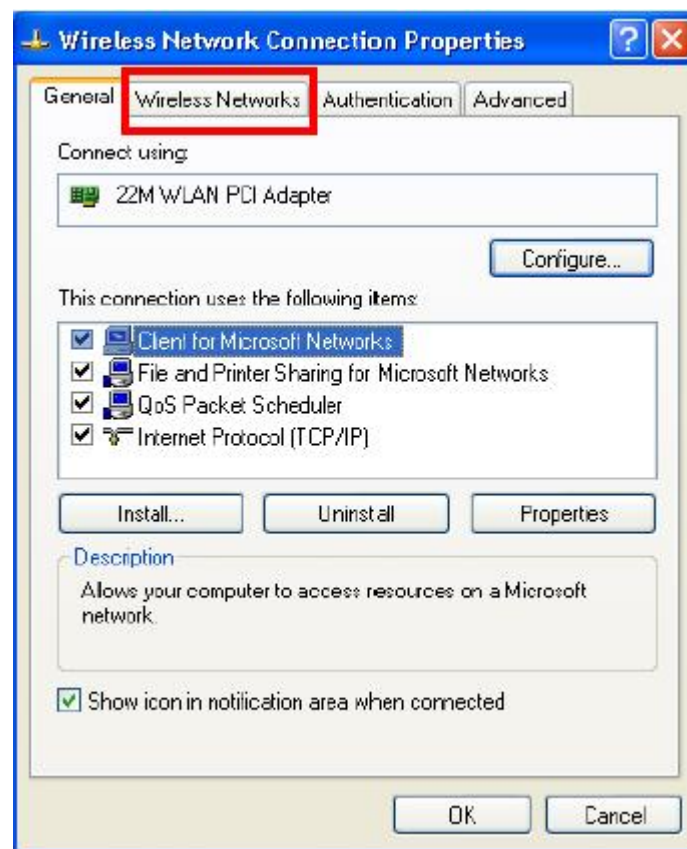 Wireless Network Connection Properties
General Wireless Networks Authentication Advanced
Connect using:
22M WLAN PCI Adapter
Configure...
This connection uses the following items:
Client for Microsoft Networks
File and Printer Sharing for Microsoft Networks
QoS Packet Scheduler
Internet Protocol (TCP/IP)
Install... Uninstall Properties
Description
Allows your computer to access resources on a Microsoft
network.
Show icon in notification area when connected
OK Cancel